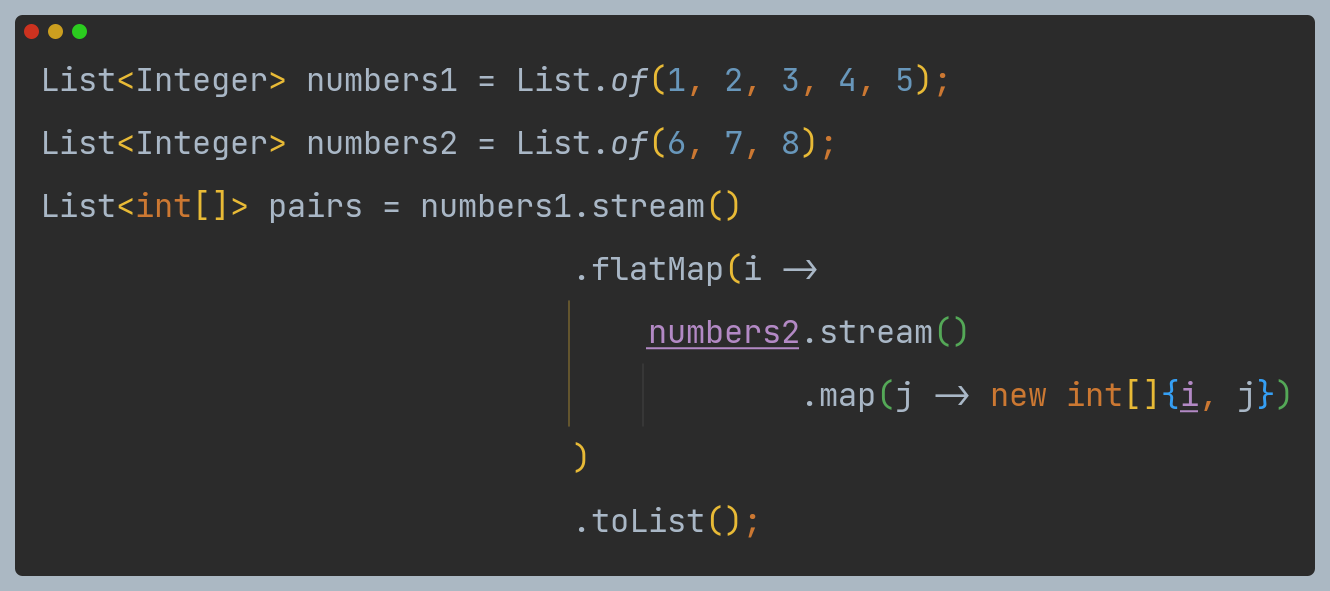 List<Integer> numbers1 = List.of(1, 2, 3, 4, 5);
List<Integer> numbers2 = List.of(6, 7, 8);
List<int[]> pairs = numbers1.stream()
.flatMap(i ->
numbers2.stream()
.map(j -> new int[]{i, j})
)
.toList();